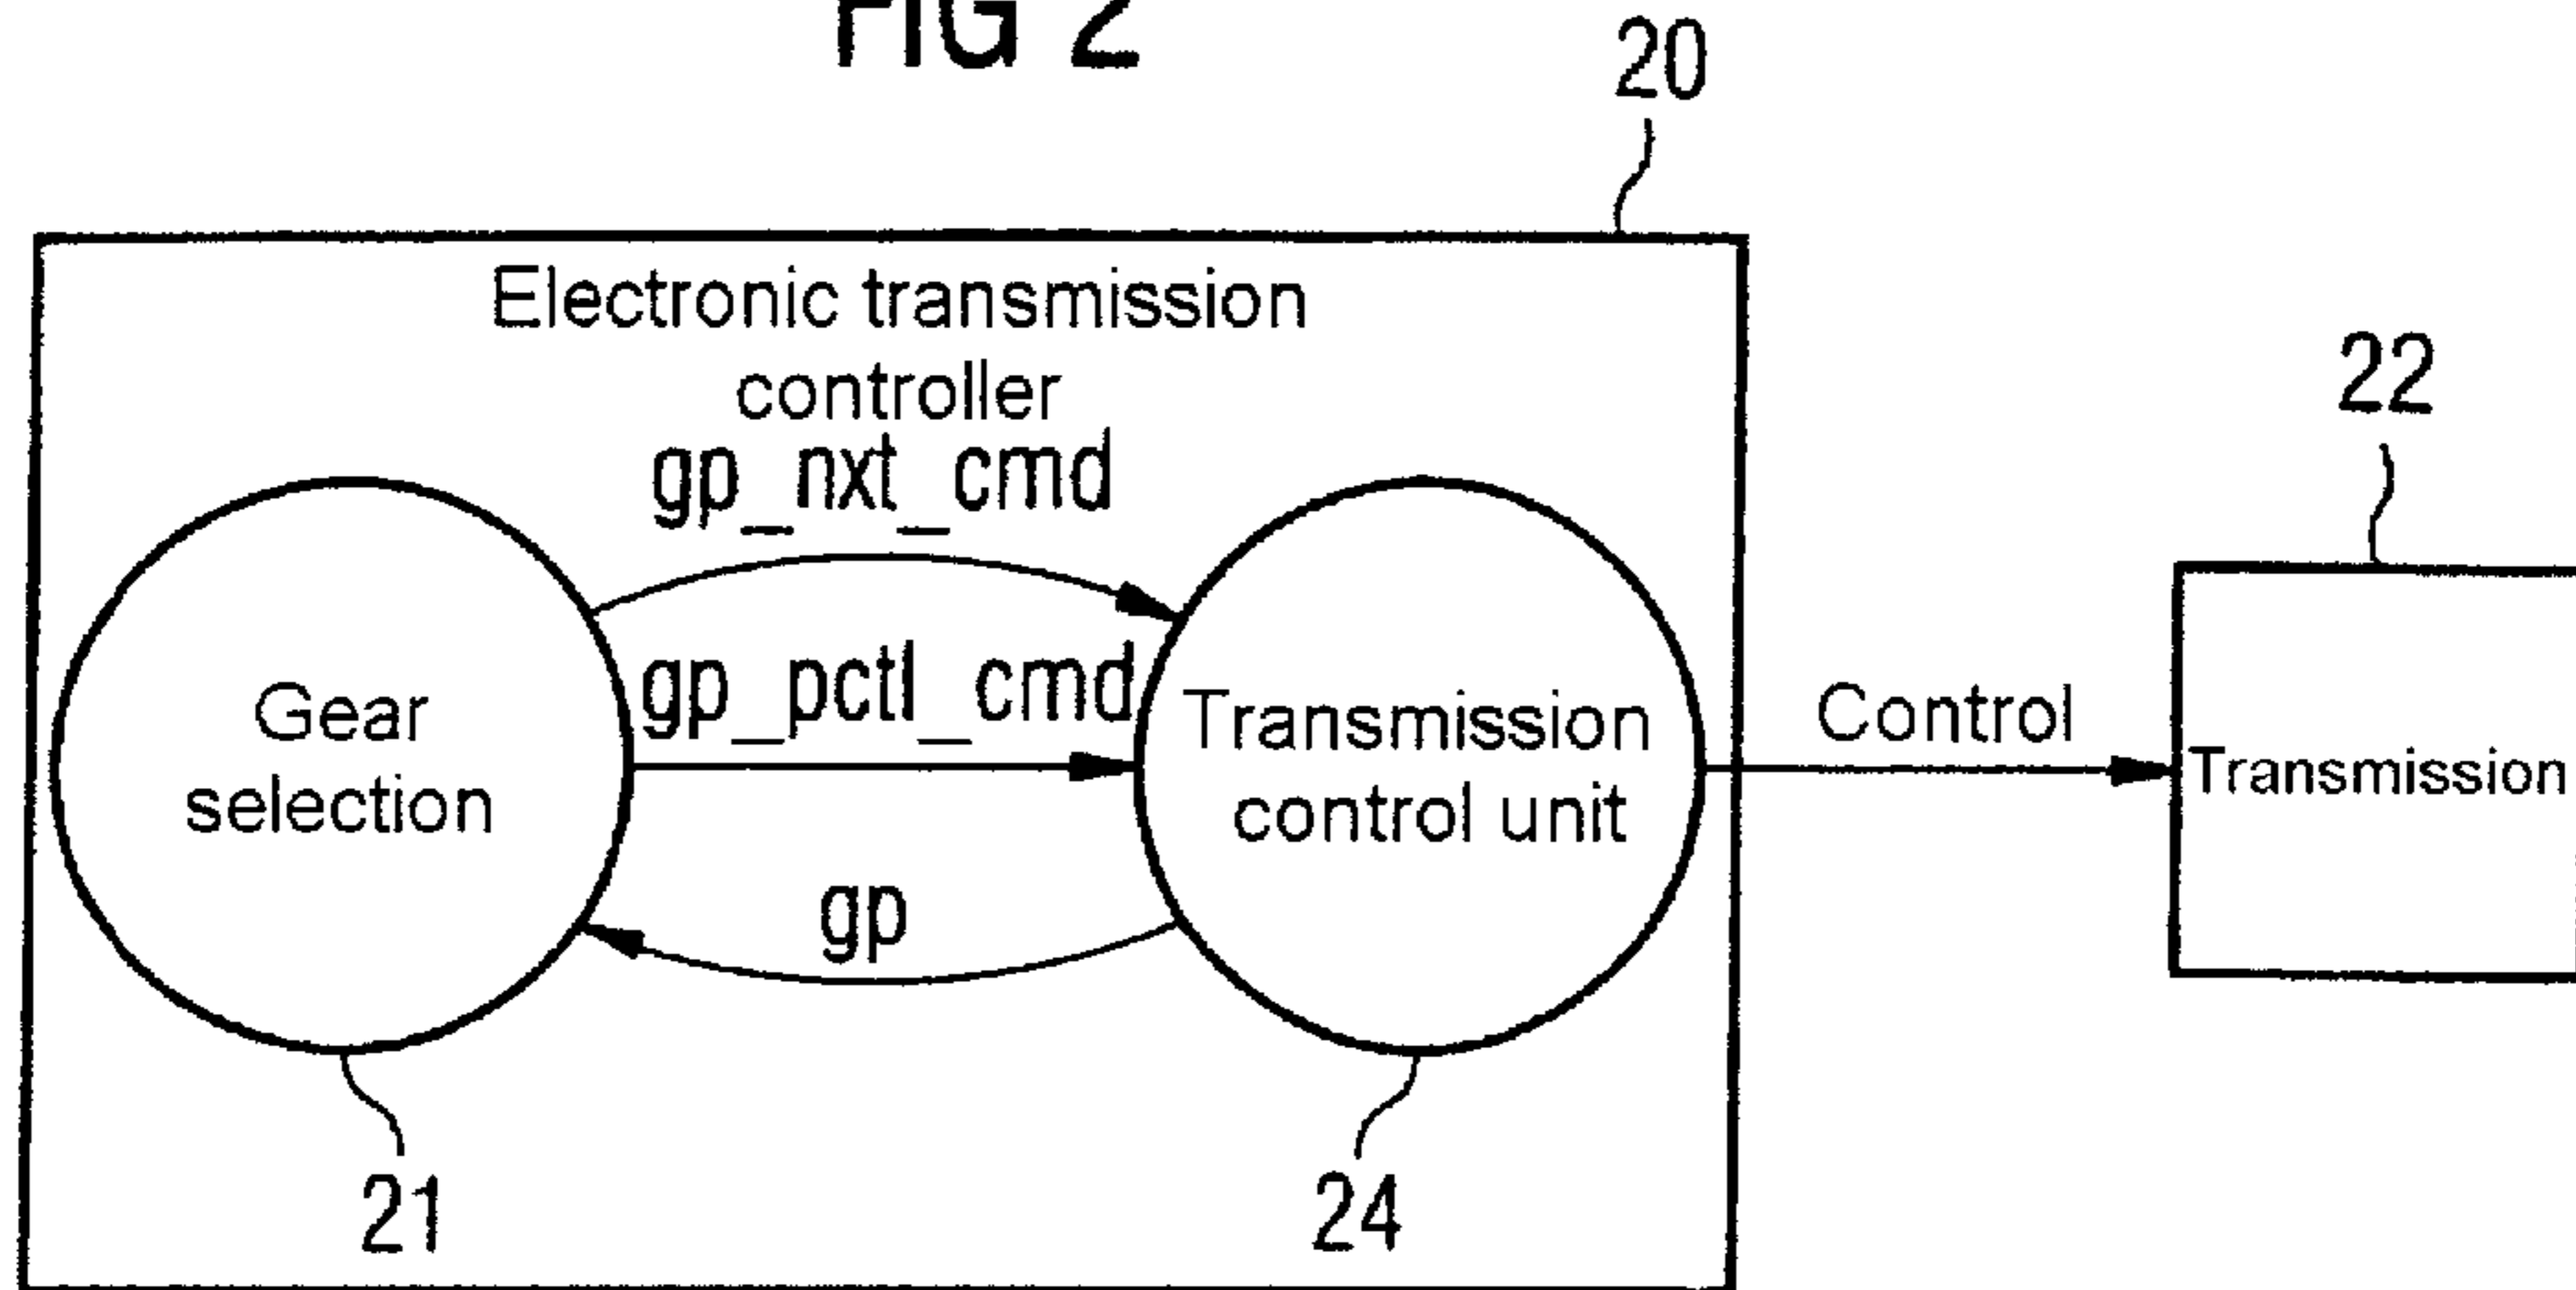 FIG 2
20
Electronic transmission
controller
gp_nxt_cmd
22
gp_pctl_cmd
Gear
selection
Transmission
control unit
Control
Transmission
gp
21
24